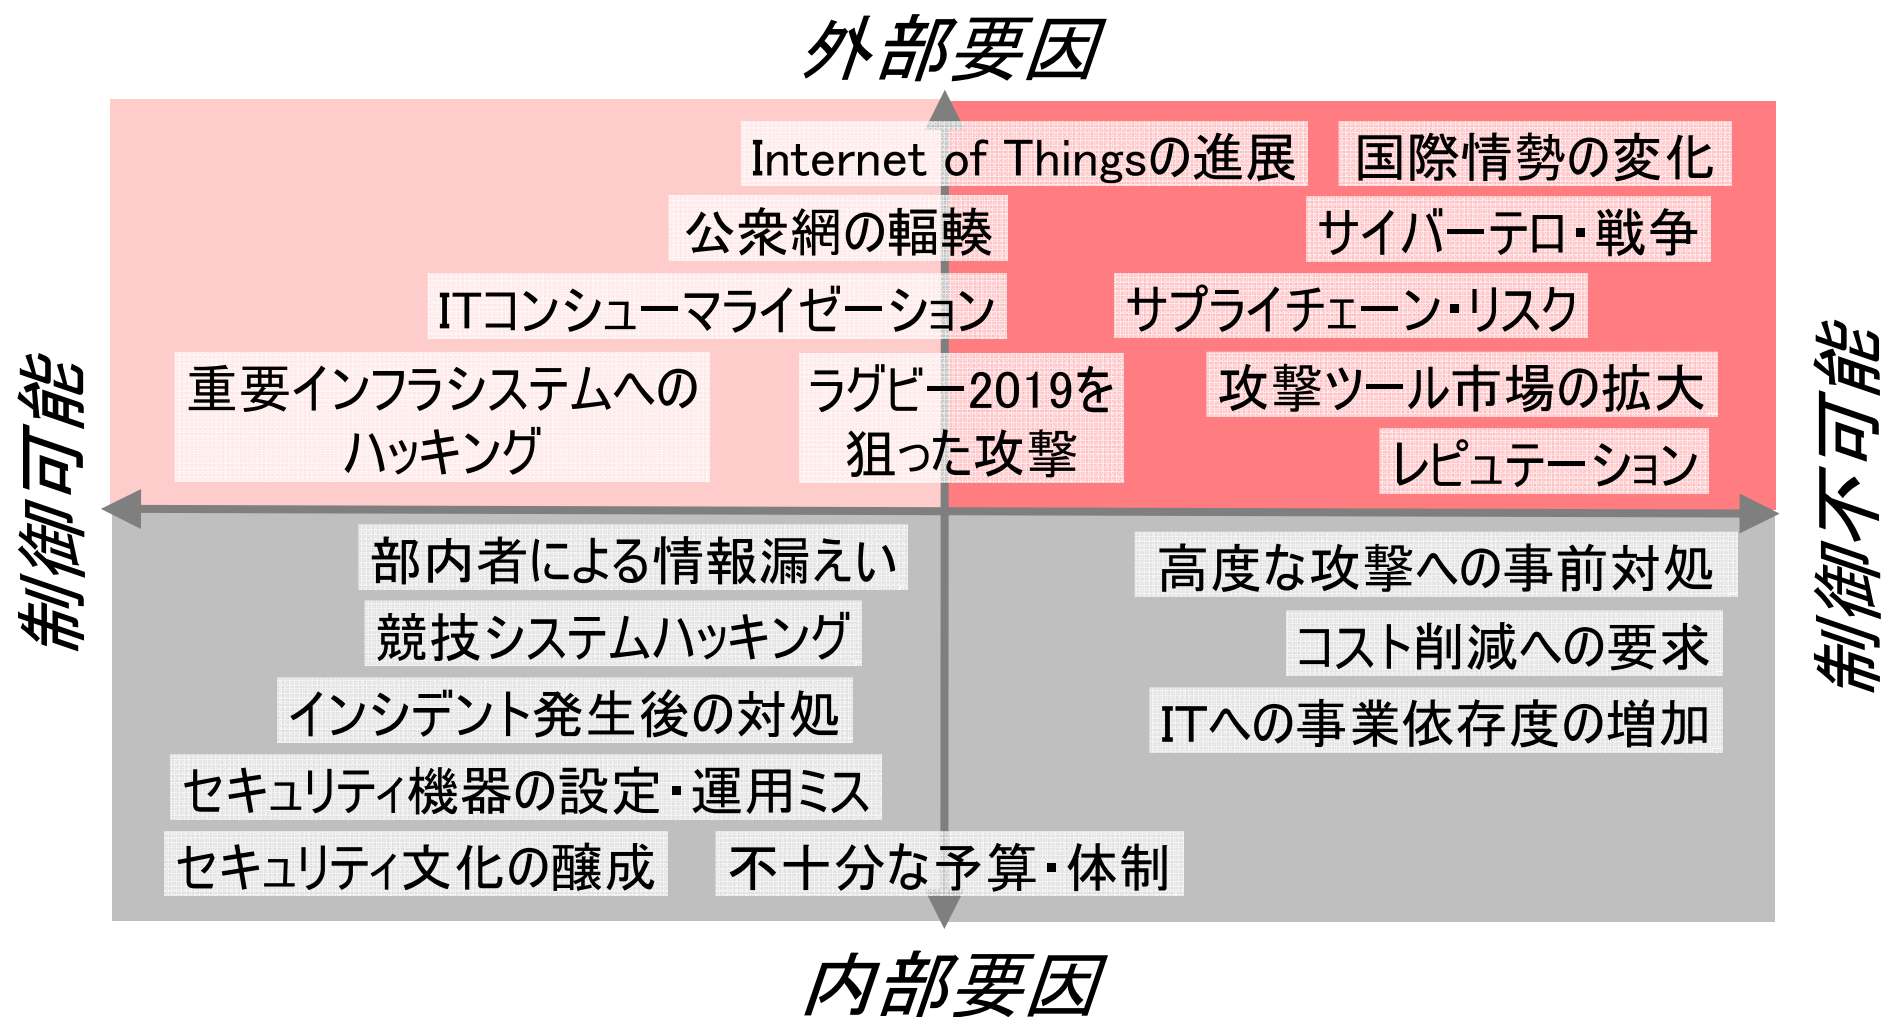 外部要因
Internet of Thingsの進展
国際情勢の変化
公衆網の輻輳
サイバーテロ・戦争
ITコンシューマライゼーション
サプライチェーン・リスク
重要インフラシステムへの
ハッキング
ラグビー2019を
狙った攻撃
攻撃ツール市場の拡大
レピュテーション
制御可能
制御不可能
部内者による情報漏えい
高度な攻撃への事前対処
競技システムハッキング
コスト削減への要求
インシデント発生後の対処
ITへの事業依存度の増加
セキュリティ機器の設定・運用ミス
セキュリティ文化の醸成
不十分な予算・体制
内部要因